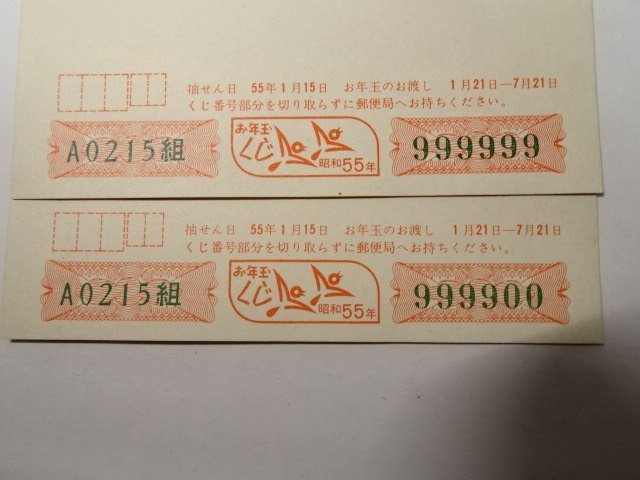 抽せん日 55年1月15日 お年玉のお渡し 1月21日―7月21日
くじ番号部分を切り取らずに郵便局へお持ちください。
A0215組
お年玉
くじ
昭和55年
999999
抽せん日 55年1月15日 お年玉のお渡し 1月21日―7月21日
くじ番号部分を切り取らずに郵便局へお持ちください。
A0215組
お年玉
くじ
昭和55年
999900